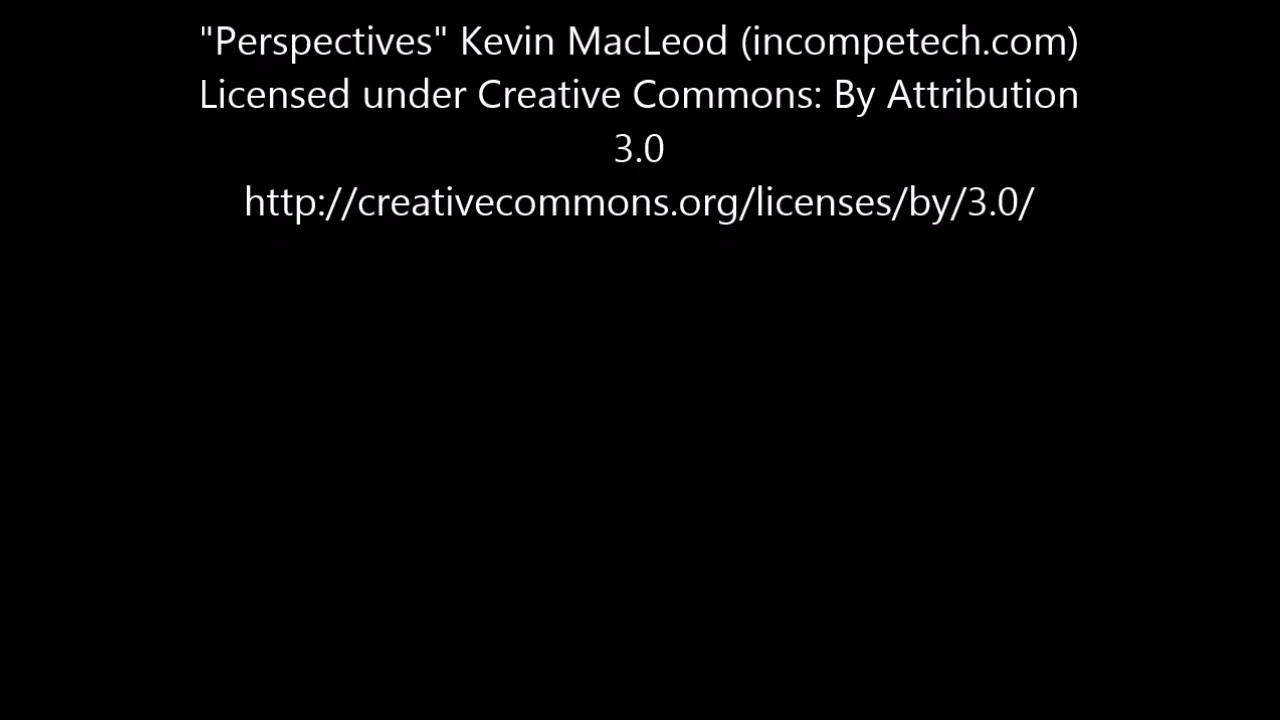 "Perspectives" Kevin MacLeod (incompetech.com)
Licensed under Creative Commons: By Attribution
3.0
http://creativecommons.org/licenses/by/3.0/